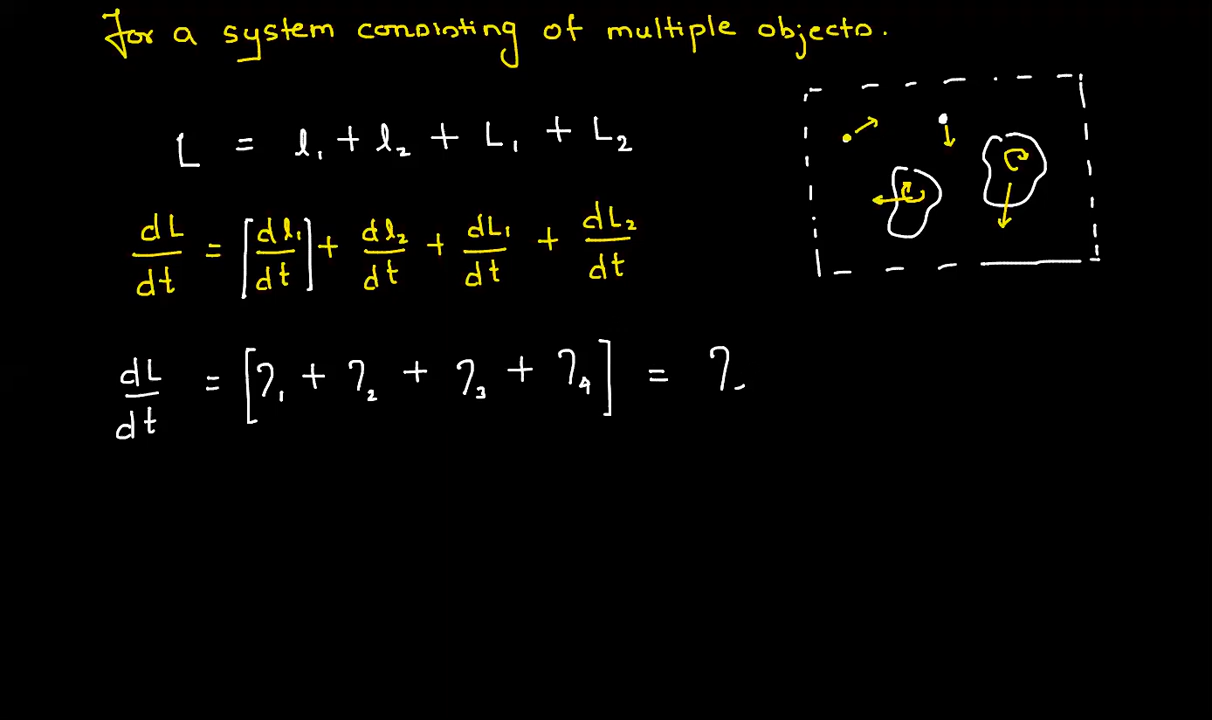 For a system consisting of multiple objects.
L = l₁ + l₂ + L₁ + L₂
dL/dt = [dl₁/dt] + dl₂/dt + dL₁/dt + dL₂/dt
dL/dt = [τ₁ + τ₂ + τ₃ + τ₄] = τ